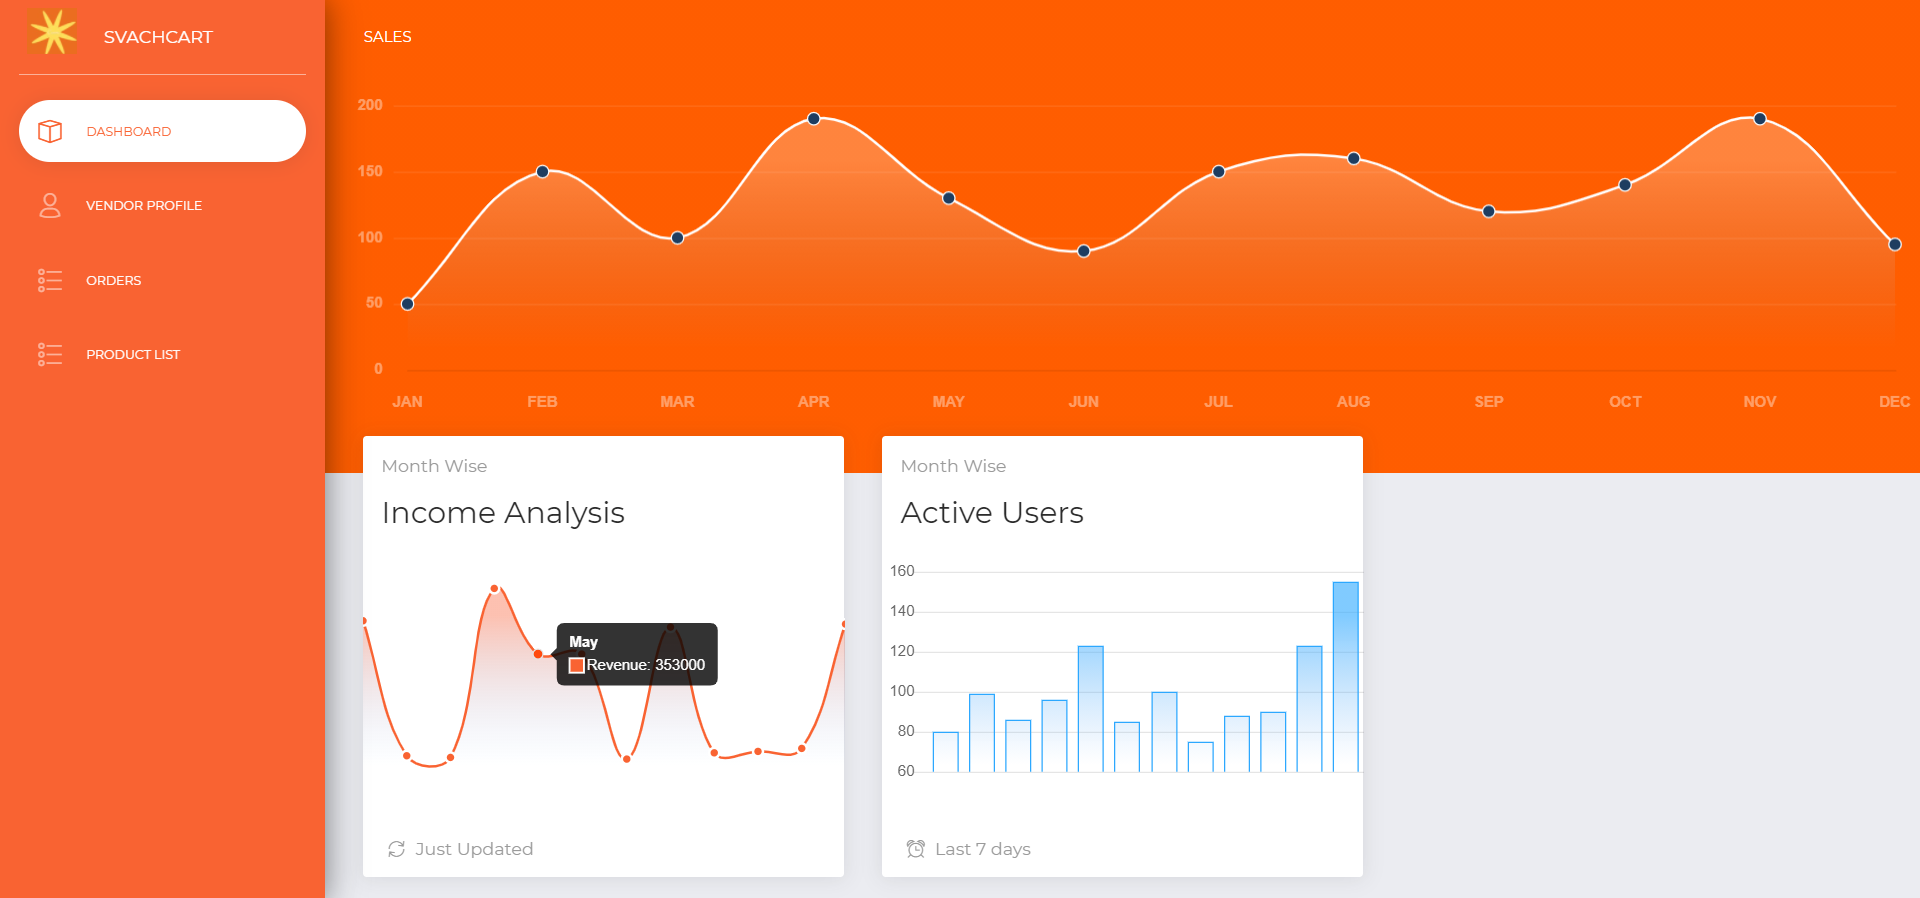 SVACHCART
DASHBOARD
VENDOR PROFILE
ORDERS
PRODUCT LIST
SALES
200
150
100
50
0
JAN FEB MAR APR MAY JUN JUL AUG SEP OCT NOV DEC
Month Wise
Income Analysis
May
Revenue: 353000
Just Updated
Month Wise
Active Users
160
140
120
100
80
60
Last 7 days